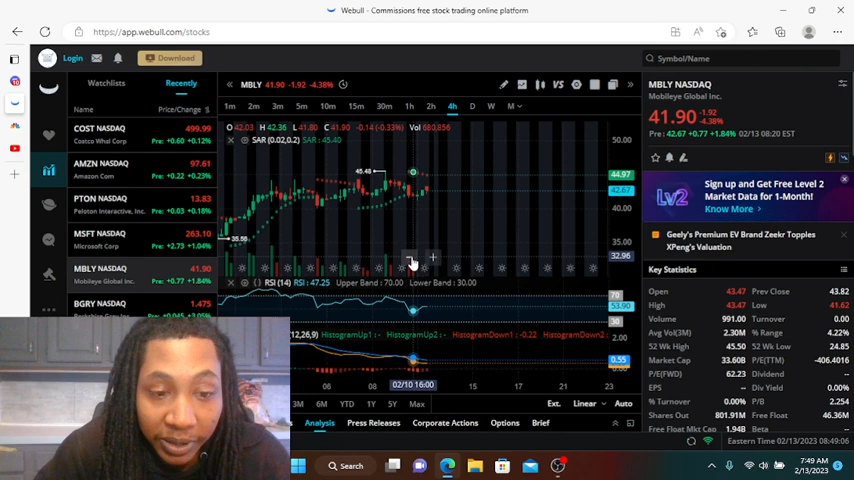 Webull - Commissions free stock trading online platform
https://app.webull.com/stocks
Login
Download
Symbol/Name
Watchlists
Recently
Name
Price/Change
COST NASDAQ 499.99
Costco Whol Corp Pre: +0.60 +0.12%
AMZN NASDAQ 97.61
Amazon Com Pre: +0.22 +0.23%
PTON NASDAQ 13.83
Peloton Interactive, Inc. Pre: +0.03 +0.18%
MSFT NASDAQ 263.10
Microsoft Corp Pre: +2.73 +1.04%
MBLY NASDAQ 41.90
Mobileye Global Inc. Pre: +0.77 +1.84%
BGRY NASDAQ 1.475
MBLY 41.90 -1.92 -4.38%
1m 2m 3m 5m 10m 15m 30m 1h 2h 4h D W M
O 42.03 H 42.36 L 41.80 C 41.90 -0.14 (-0.33%) Vol 680,856
SAR (0.02,0.2) SAR : 45.40
50.00
45.48
44.97
42.67
40.00
35.00
35.58
32.96
RSI (14) RSI : 47.25 Upper Band : 70.00 Lower Band : 30.00
70
53.90
30
(12,26,9) HistogramUp1 : - HistogramUp2 : - HistogramDown1 : -0.22 HistogramDown2 :
2.00
0.55
06 08 02/10 16:00 15 17 21 23
3M 6M YTD 1Y 5Y Max Ext. Linear Auto
Analysis Press Releases Corporate Actions Options Brief
MBLY NASDAQ
Mobileye Global Inc.
41.90 -1.92
-4.38%
Pre: 42.67 +0.77 +1.84% 02/13 08:20 EST
Lv2
Sign up and Get Free Level 2
Market Data for 1-Month!
Know More >
Geely's Premium EV Brand Zeekr Topples
XPeng's Valuation
Key Statistics
Open 43.47 Prev Close 43.82
High 43.47 Low 41.62
Volume 991.00 Turnover 0.00
Avg Vol(3M) 2.30M % Range 4.22%
52 Wk High 45.50 52 Wk Low 24.85
Market Cap 33.60B P/E(TTM) -406.4016
P/E(FWD) 62.23 Dividend --
EPS -- Div Yield 0.00%
% Turnover 0.00% P/B 2.254
Shares Out 801.91M Free Float 46.36M
Free Float Mkt Cap 1.94B Beta
Eastern Time 02/13/2023 08:49:06
Search
7:49 AM
2/13/2023